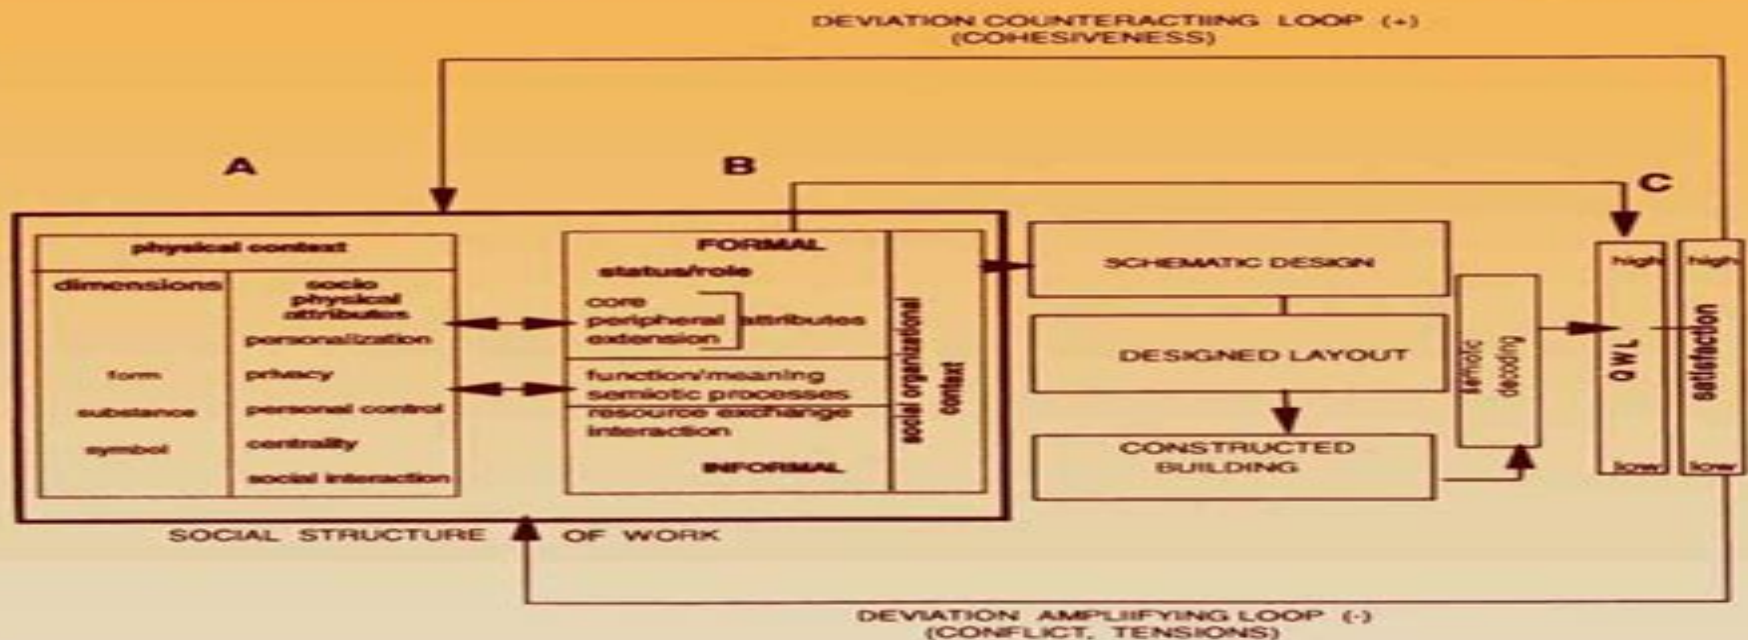 DEVIATION COUNTERACTIING LOOP (+)
(COHESIVENESS)
A
B
C
physical context
dimensions
socio
physical
attributes
personalization
form
privacy
substance
personal control
symbol
centrality
social interaction
FORMAL
status/role
core
peripheral attributes
extension
function/meaning
semiotic processes
resource exchange
interaction
INFORMAL
social organizational
context
SCHEMATIC DESIGN
DESIGNED LAYOUT
CONSTRUCTED
BUILDING
semiotic
decoding
high
QWL
low
high
satisfaction
low
SOCIAL STRUCTURE OF WORK
DEVIATION AMPLIIFYING LOOP (-)
(CONFLICT, TENSIONS)